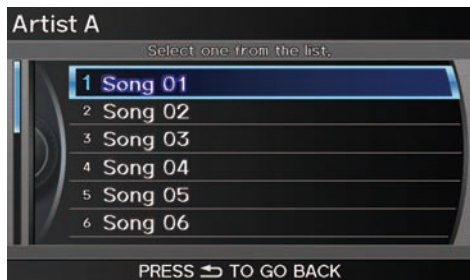 Artist A
Select one from the list.
1 Song 01
2 Song 02
3 Song 03
4 Song 04
5 Song 05
6 Song 06
PRESS ⮌ TO GO BACK